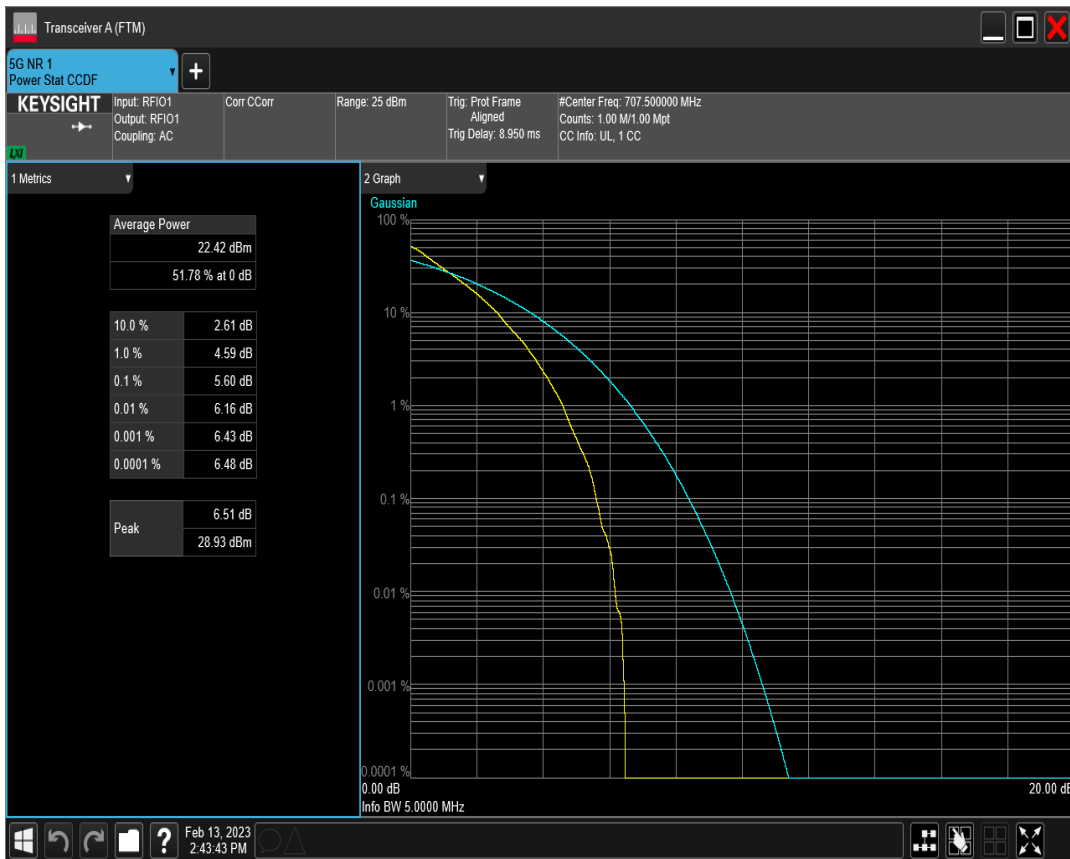 Transceiver A (FTM)
5G NR 1
Power Stat CCDF
+
KEYSIGHT
LXI
Input: RFIO1
Output: RFIO1
Coupling: AC
Corr CCorr
Range: 25 dBm
Trig: Prot Frame
Aligned
Trig Delay: 8.950 ms
#Center Freq: 707.500000 MHz
Counts: 1.00 M/1.00 Mpt
CC Info: UL, 1 CC
1 Metrics
Average Power
22.42 dBm
51.78 % at 0 dB
10.0 % 2.61 dB
1.0 % 4.59 dB
0.1 % 5.60 dB
0.01 % 6.16 dB
0.001 % 6.43 dB
0.0001 % 6.48 dB
Peak 6.51 dB
28.93 dBm
2 Graph
Gaussian
100 %
10 %
1 %
0.1 %
0.01 %
0.001 %
0.0001 %
0.00 dB 20.00 dB
Info BW 5.0000 MHz
?
Feb 13, 2023
2:43:43 PM